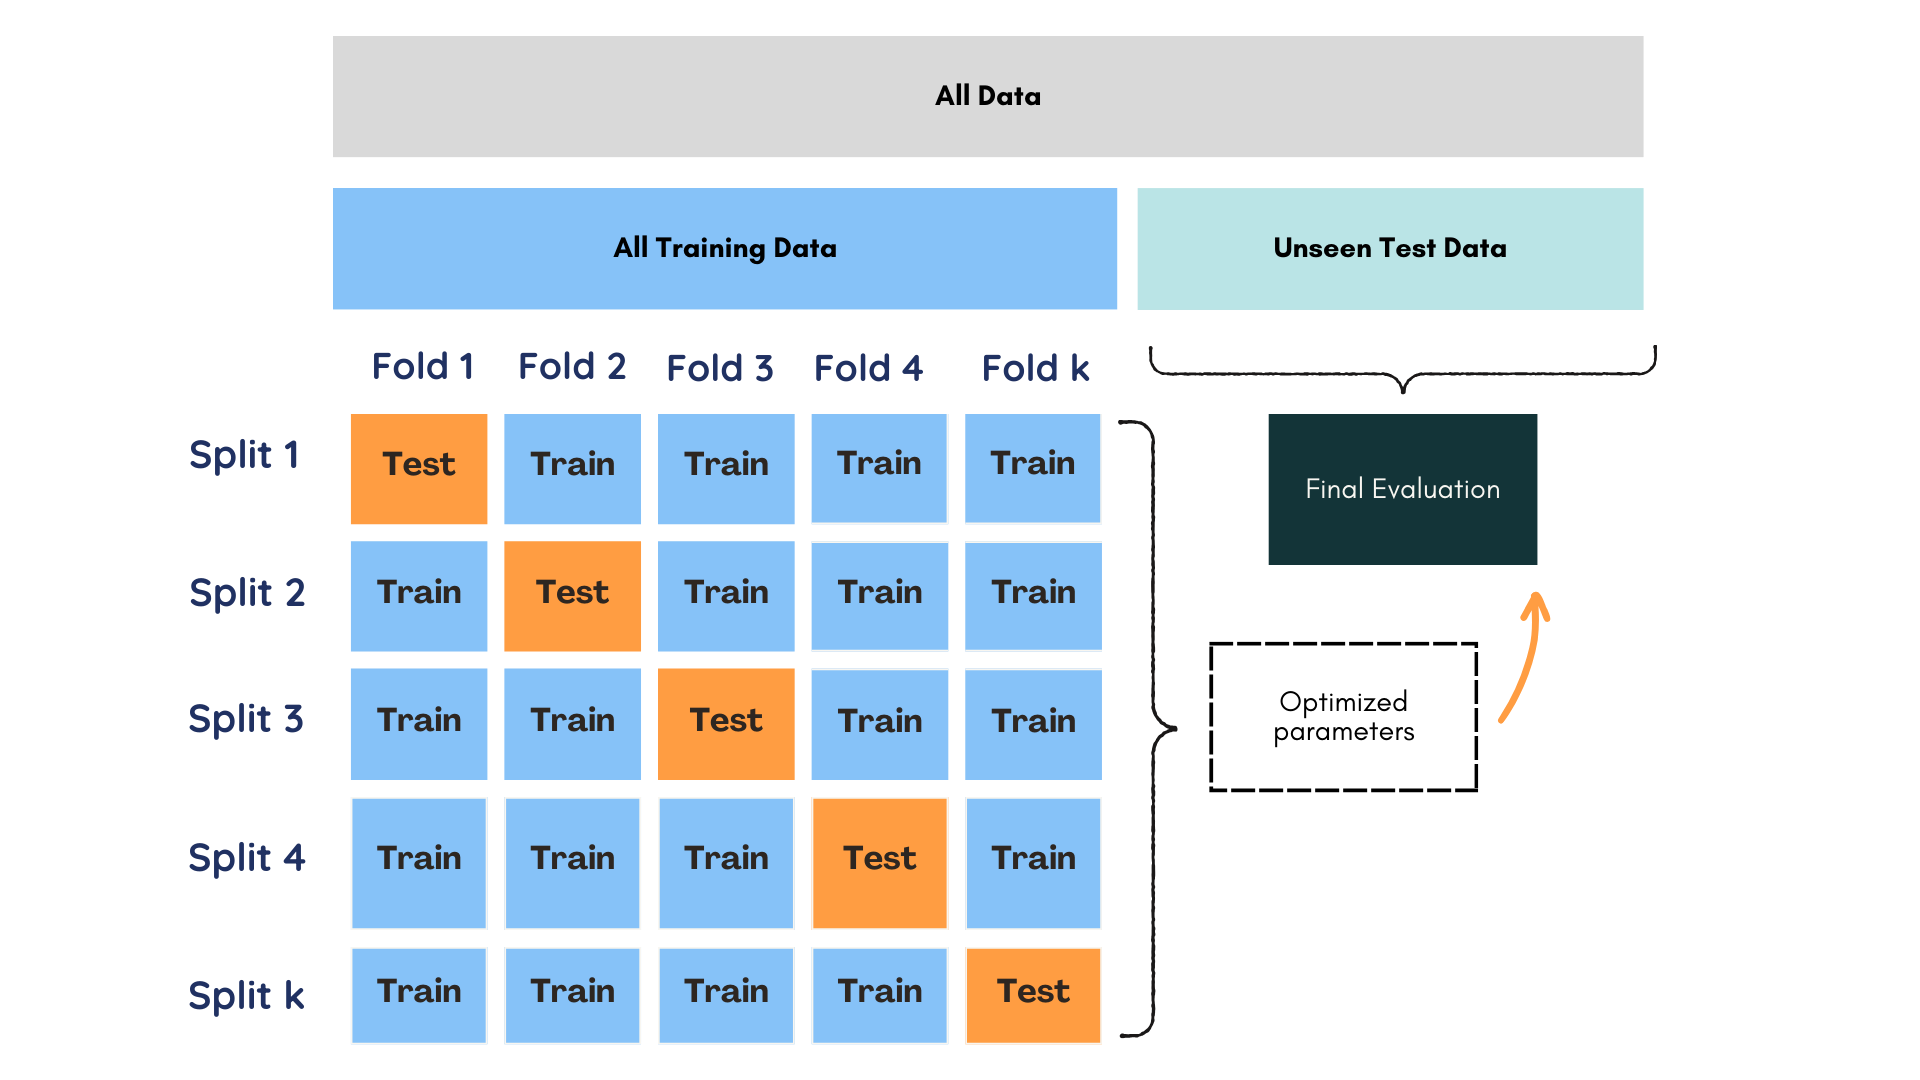 All Data
All Training Data
Unseen Test Data
Fold 1 Fold 2 Fold 3 Fold 4 Fold k
Split 1 Test Train Train Train Train
Final Evaluation
Split 2 Train Test Train Train Train
Split 3 Train Train Test Train Train
Optimized
parameters
Split 4 Train Train Train Test Train
Split k Train Train Train Train Test